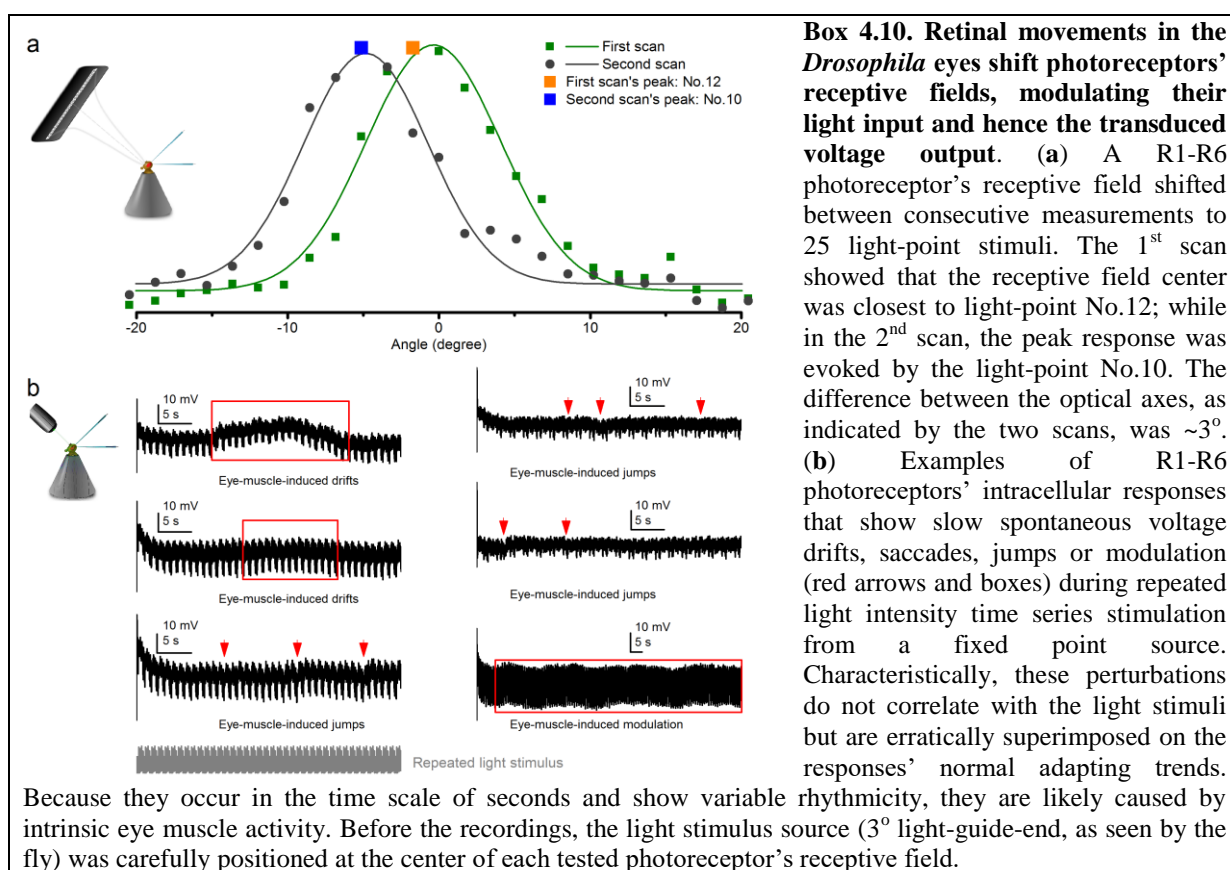 a
First scan
Second scan
First scan's peak: No.12
Second scan's peak: No.10
-20
-10
0
10
20
Angle (degree)
b
10 mV
5 s
Eye-muscle-induced drifts
10 mV
5 s
Eye-muscle-induced drifts
10 mV
5 s
Eye-muscle-induced jumps
10 mV
5 s
Eye-muscle-induced jumps
10 mV
5 s
Eye-muscle-induced jumps
10 mV
5 s
Eye-muscle-induced modulation
Repeated light stimulus
Box 4.10. Retinal movements in the
Drosophila eyes shift photoreceptors'
receptive fields, modulating their
light input and hence the transduced
voltage output. (a) A R1-R6
photoreceptor's receptive field shifted
between consecutive measurements to
25 light-point stimuli. The 1st scan
showed that the receptive field center
was closest to light-point No.12; while
in the 2nd scan, the peak response was
evoked by the light-point No.10. The
difference between the optical axes, as
indicated by the two scans, was ~3o.
(b) Examples of R1-R6
photoreceptors' intracellular responses
that show slow spontaneous voltage
drifts, saccades, jumps or modulation
(red arrows and boxes) during repeated
light intensity time series stimulation
from a fixed point source.
Characteristically, these perturbations
do not correlate with the light stimuli
but are erratically superimposed on the
responses' normal adapting trends.
Because they occur in the time scale of seconds and show variable rhythmicity, they are likely caused by
intrinsic eye muscle activity. Before the recordings, the light stimulus source (3o light-guide-end, as seen by the
fly) was carefully positioned at the center of each tested photoreceptor's receptive field.